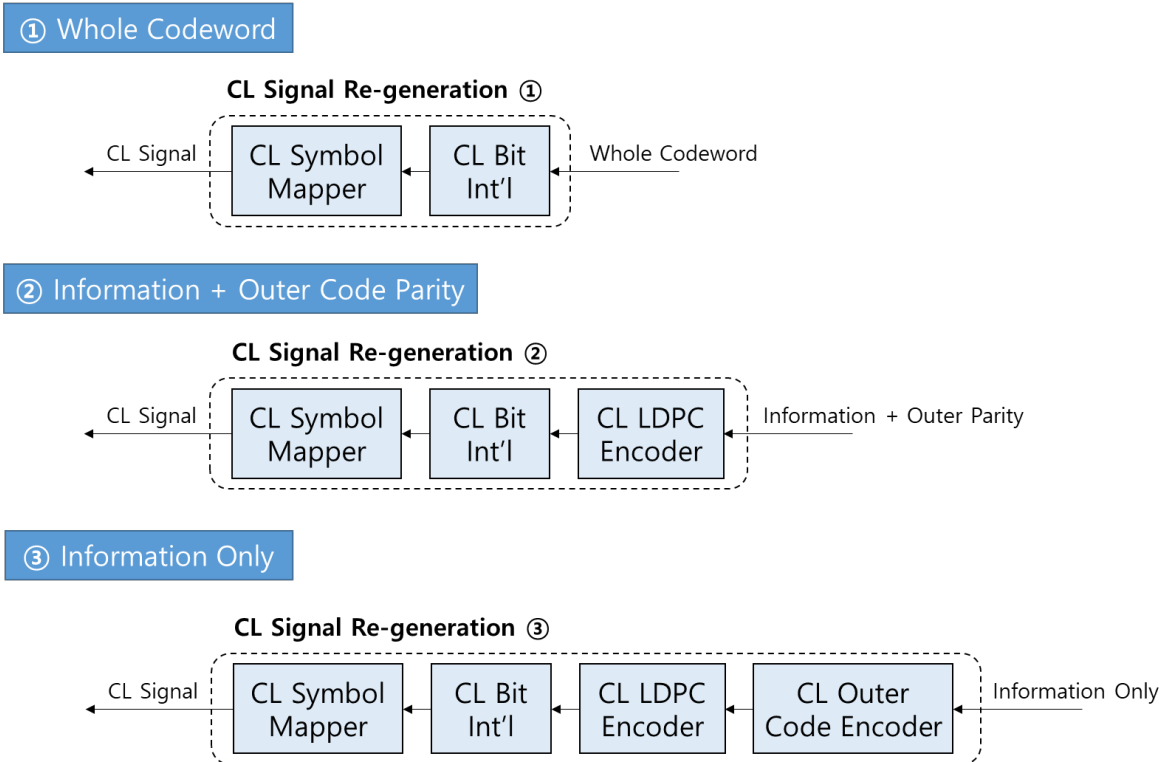 ① Whole Codeword
CL Signal Re-generation ①
CL Signal
CL Symbol
Mapper
CL Bit
Int'l
Whole Codeword
② Information + Outer Code Parity
CL Signal Re-generation ②
CL Signal
CL Symbol
Mapper
CL Bit
Int'l
CL LDPC
Encoder
Information + Outer Parity
③ Information Only
CL Signal Re-generation ③
CL Signal
CL Symbol
Mapper
CL Bit
Int'l
CL LDPC
Encoder
CL Outer
Code Encoder
Information Only